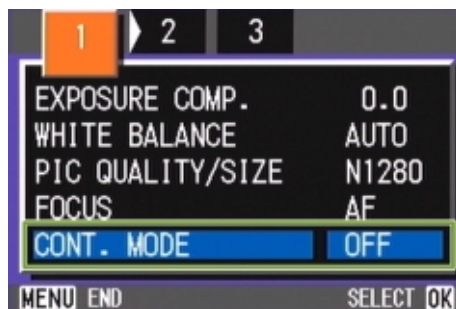 1 2 3
EXPOSURE COMP. 0.0
WHITE BALANCE AUTO
PIC QUALITY/SIZE N1280
FOCUS AF
CONT. MODE OFF
MENU END SELECT OK